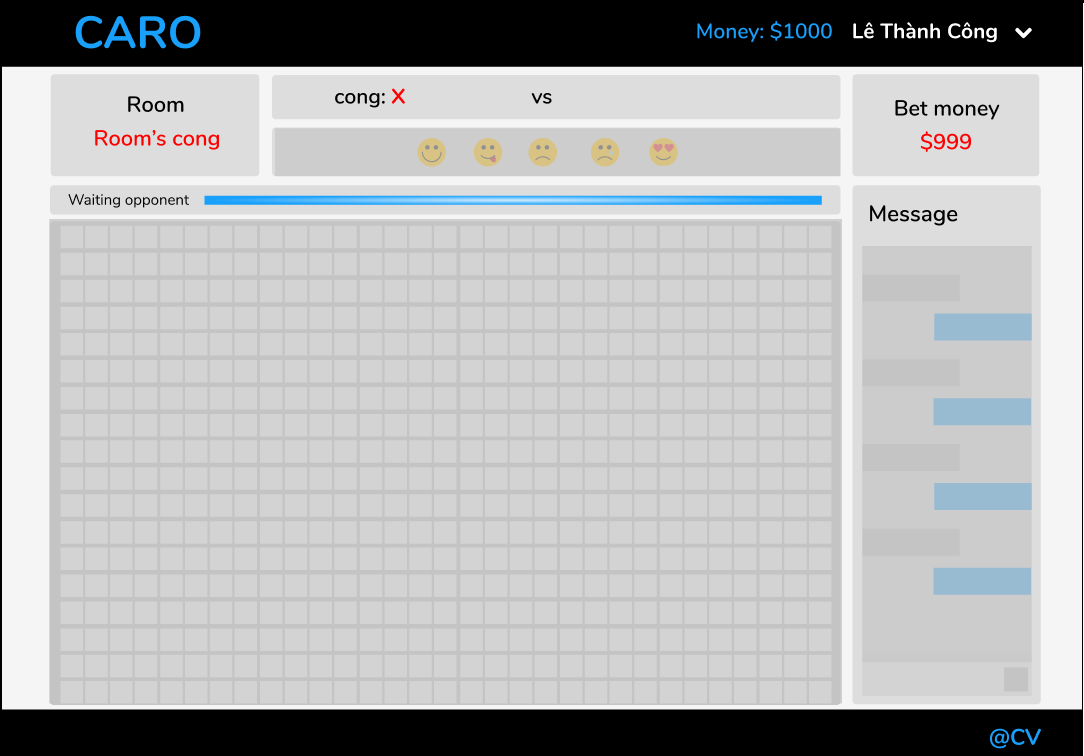 CARO
Money: $1000
Lê Thành Công
Room
Room's cong
cong: X
vs
Bet money
$999
Waiting opponent
Message
@CV